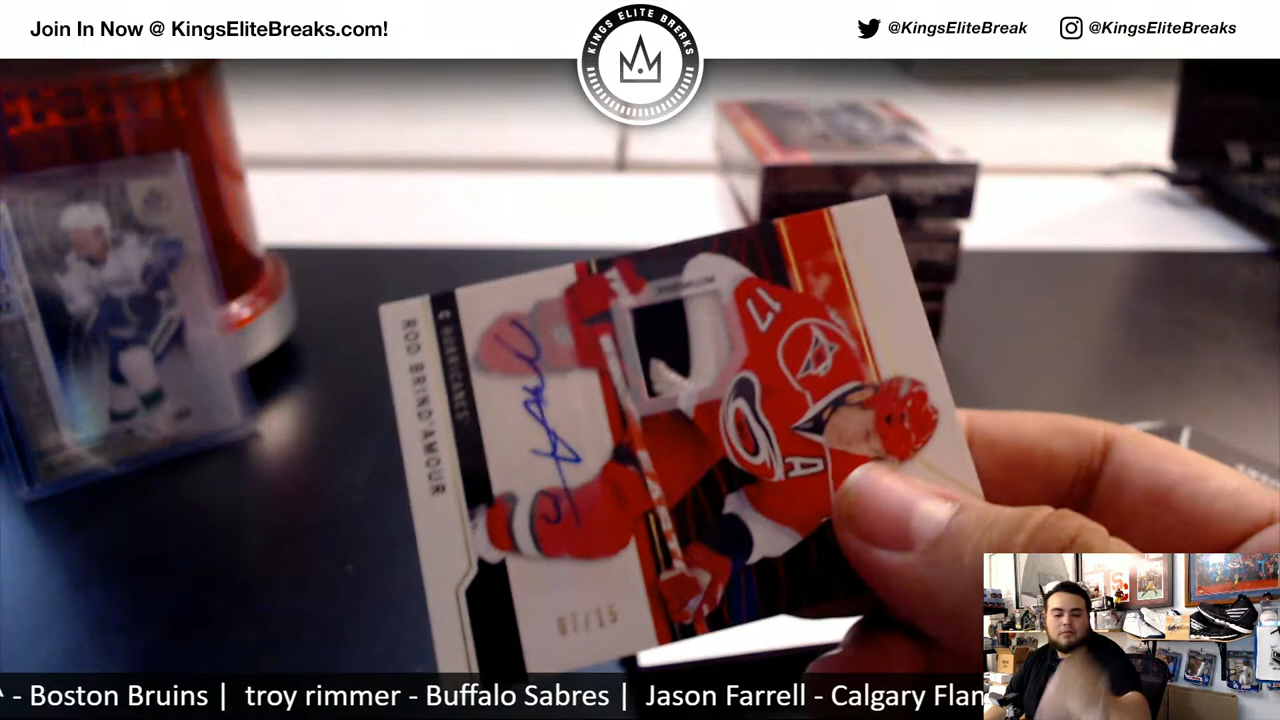 Join In Now @ KingsEliteBreaks.com!
KINGS ELITE BREAKS
@KingsEliteBreak
@KingsEliteBreaks
17
A
C HURRICANES
ROD BRIND'AMOUR
07/15
- Boston Bruins | troy rimmer - Buffalo Sabres | Jason Farrell - Calgary Flan